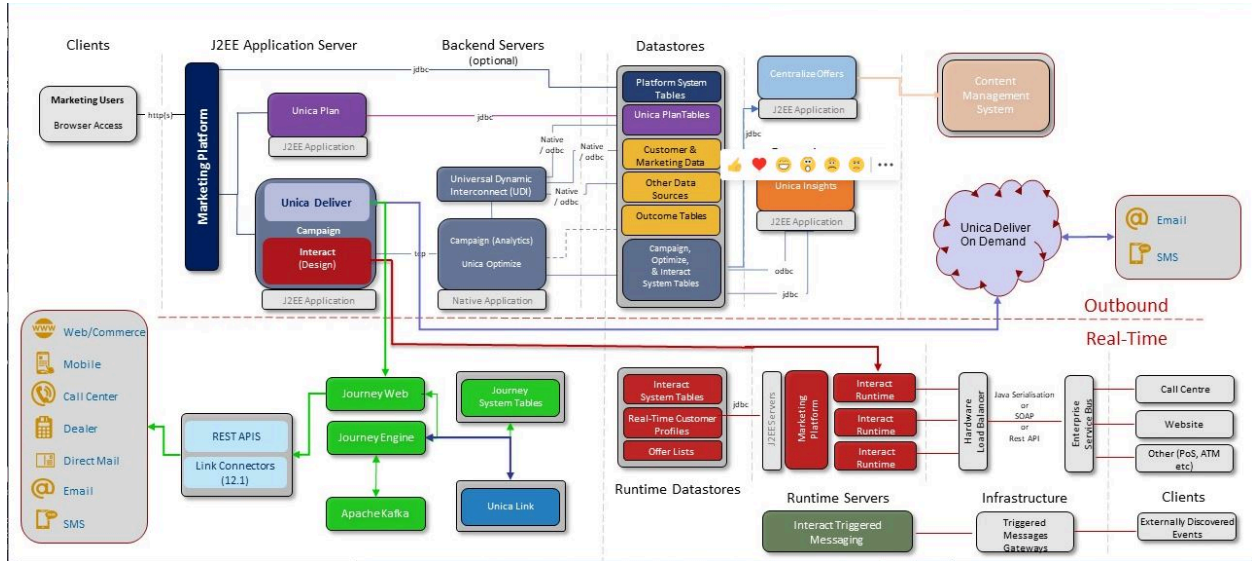 Clients
J2EE Application Server
Backend Servers
(optional)
Datastores
Marketing Users
Browser Access
http(s)
Marketing Platform
jdbc
Unica Plan
J2EE Application
jdbc
Unica Deliver
Campaign
Interact
(Design)
J2EE Application
tcp
Universal Dynamic
Interconnect (UDI)
Campaign (Analytics)
Unica Optimize
Native Application
Native
/ odbc
Native
/ odbc
Native
/ odbc
Platform System
Tables
Unica PlanTables
Customer &
Marketing Data
Other Data
Sources
Outcome Tables
Campaign,
Optimize,
& Interact
System Tables
Centralize Offers
J2EE Application
jdbc
Unica Insights
J2EE Application
odbc
jdbc
Content
Management
System
Unica Deliver
On Demand
Email
SMS
Outbound
Real-Time
Web/Commerce
Mobile
Call Center
Dealer
Direct Mail
Email
SMS
WWW
REST APIS
Link Connectors
(12.1)
Journey Web
Journey Engine
Apache Kafka
Journey
System Tables
Unica Link
Interact
System Tables
Real-Time Customer
Profiles
Offer Lists
Runtime Datastores
jdbc
J2EE Servers
Marketing
Platform
Interact
Runtime
Interact
Runtime
Interact
Runtime
Runtime Servers
Hardware
Load Balancer
Java Serialisation
or
SOAP
or
Rest API
Enterprise
Service Bus
Call Centre
Website
Other (PoS, ATM
etc)
Infrastructure
Clients
Interact Triggered
Messaging
Triggered
Messages
Gateways
Externally Discovered
Events